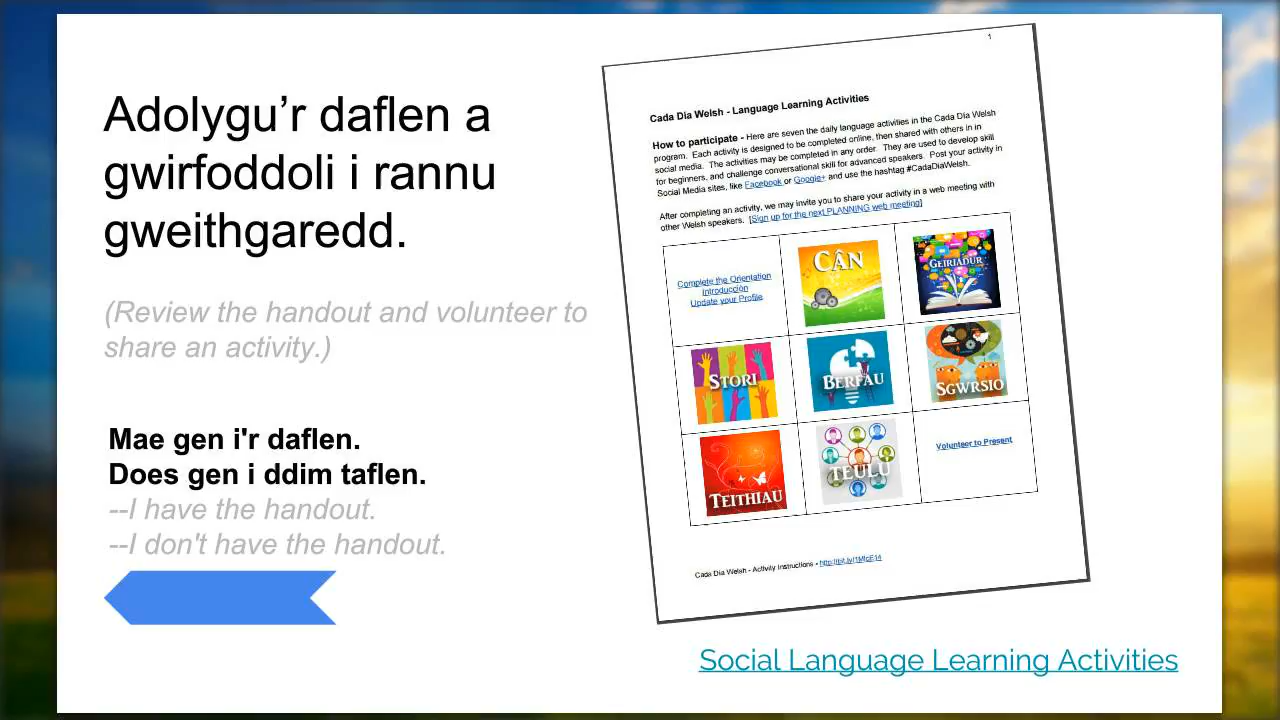 Adolygu’r daflen a
gwirfoddoli i rannu
gweithgaredd.
(Review the handout and volunteer to
share an activity.)
Mae gen i'r daflen.
Does gen i ddim taflen.
--I have the handout.
--I don't have the handout.
1
Cada Dia Welsh - Language Learning Activities
How to participate - Here are seven the daily language activities in the Cada Dia Welsh
program. Each activity is designed to be completed online, then shared with others in in
social media. The activities may be completed in any order. They are used to develop skill
for beginners, and challenge conversational skill for advanced speakers. Post your activity in
Social Media sites, like Facebook or Google+ and use the hashtag #CadaDiaWelsh.
After completing an activity, we may invite you to share your activity in a web meeting with
other Welsh speakers. [Sign up for the next PLANNING web meeting]
Complete the Orientation
Introducción
Update your Profile
CÂN
GEIRIADUR
STORI
BERFAU
SGWRSIO
TEITHIAU
TEULU
Volunteer to Present
Cada Dia Welsh - Activity Instructions -
Social Language Learning Activities